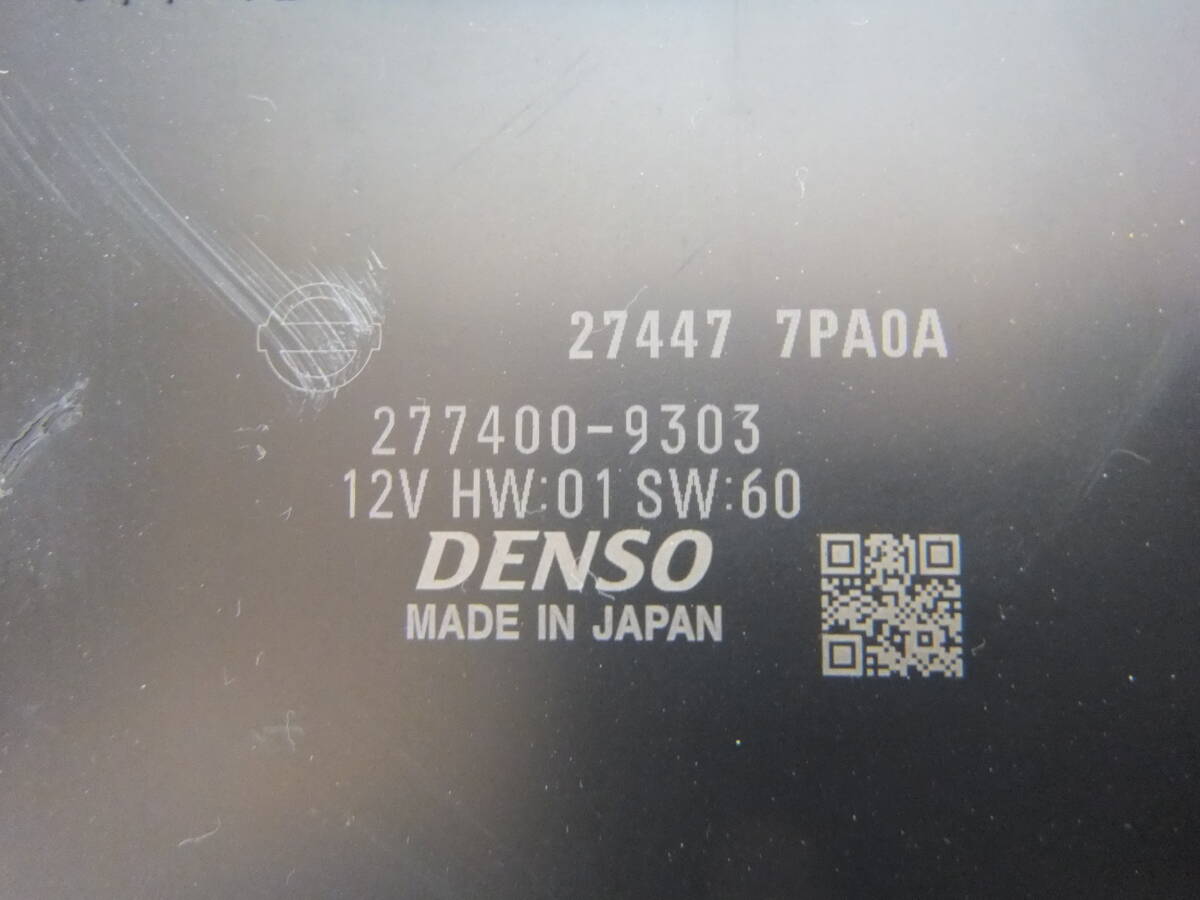 27447 7PA0A
277400-9303
12V HW:01 SW:60
DENSO
MADE IN JAPAN